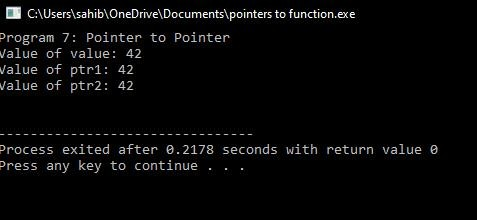 C:\Users\sahib\OneDrive\Documents\pointers to function.exe
Program 7: Pointer to Pointer
Value of value: 42
Value of ptr1: 42
Value of ptr2: 42
--------------------------------
Process exited after 0.2178 seconds with return value 0
Press any key to continue . . .